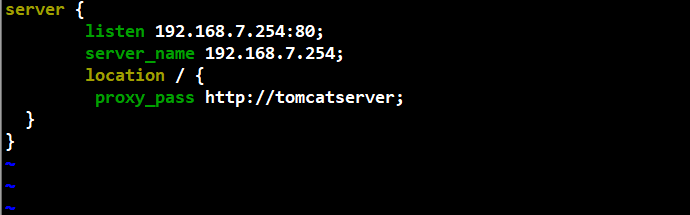 server {
listen 192.168.7.254:80;
server_name 192.168.7.254;
location / {
proxy_pass http://tomcatserver;
}
}
~
~
~